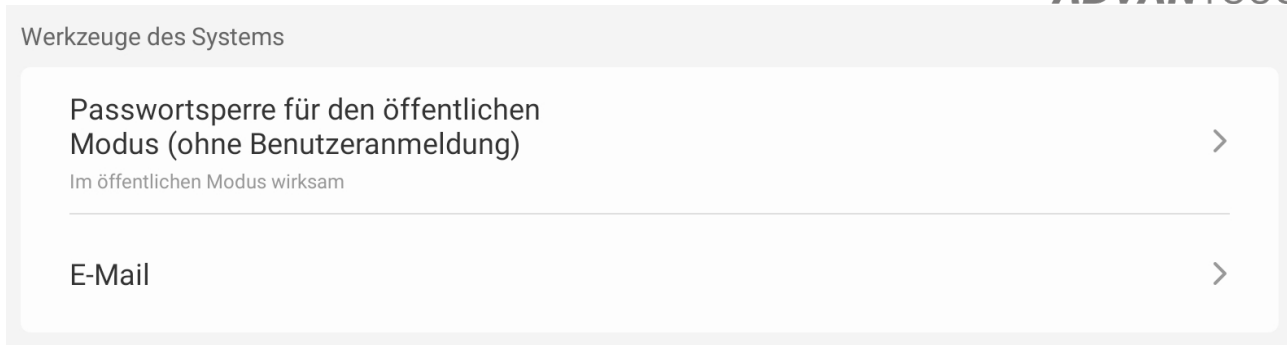 Werkzeuge des Systems
Passwortsperre für den öffentlichen
Modus (ohne Benutzeranmeldung)
Im öffentlichen Modus wirksam
E-Mail